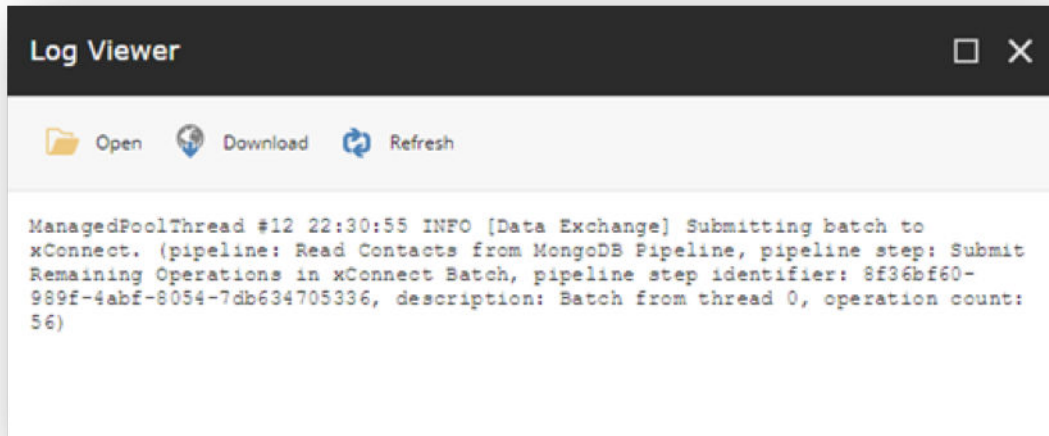 Log Viewer
Open Download Refresh
ManagedPoolThread #12 22:30:55 INFO [Data Exchange] Submitting batch to
xConnect. (pipeline: Read Contacts from MongoDB Pipeline, pipeline step: Submit
Remaining Operations in xConnect Batch, pipeline step identifier: 8f36bf60-
989f-4abf-8054-7db634705336, description: Batch from thread 0, operation count:
56)